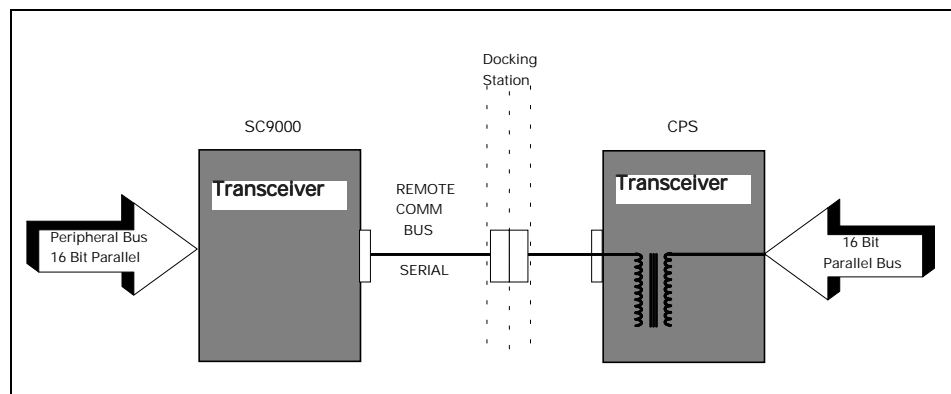 Docking
Station
SC9000
CPS
Transceiver
Transceiver
REMOTE
COMM
BUS
SERIAL
Peripheral Bus
16 Bit Parallel
16 Bit
Parallel Bus